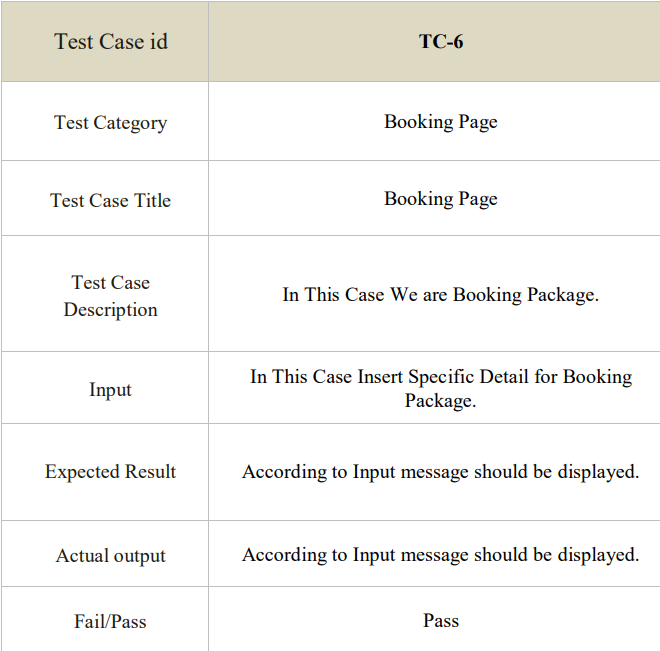 Test Case id TC-6
Test Category Booking Page
Test Case Title Booking Page
Test Case
Description
In This Case We are Booking Package.
Input
In This Case Insert Specific Detail for Booking
Package.
Expected Result According to Input message should be displayed.
Actual output According to Input message should be displayed.
Fail/Pass Pass